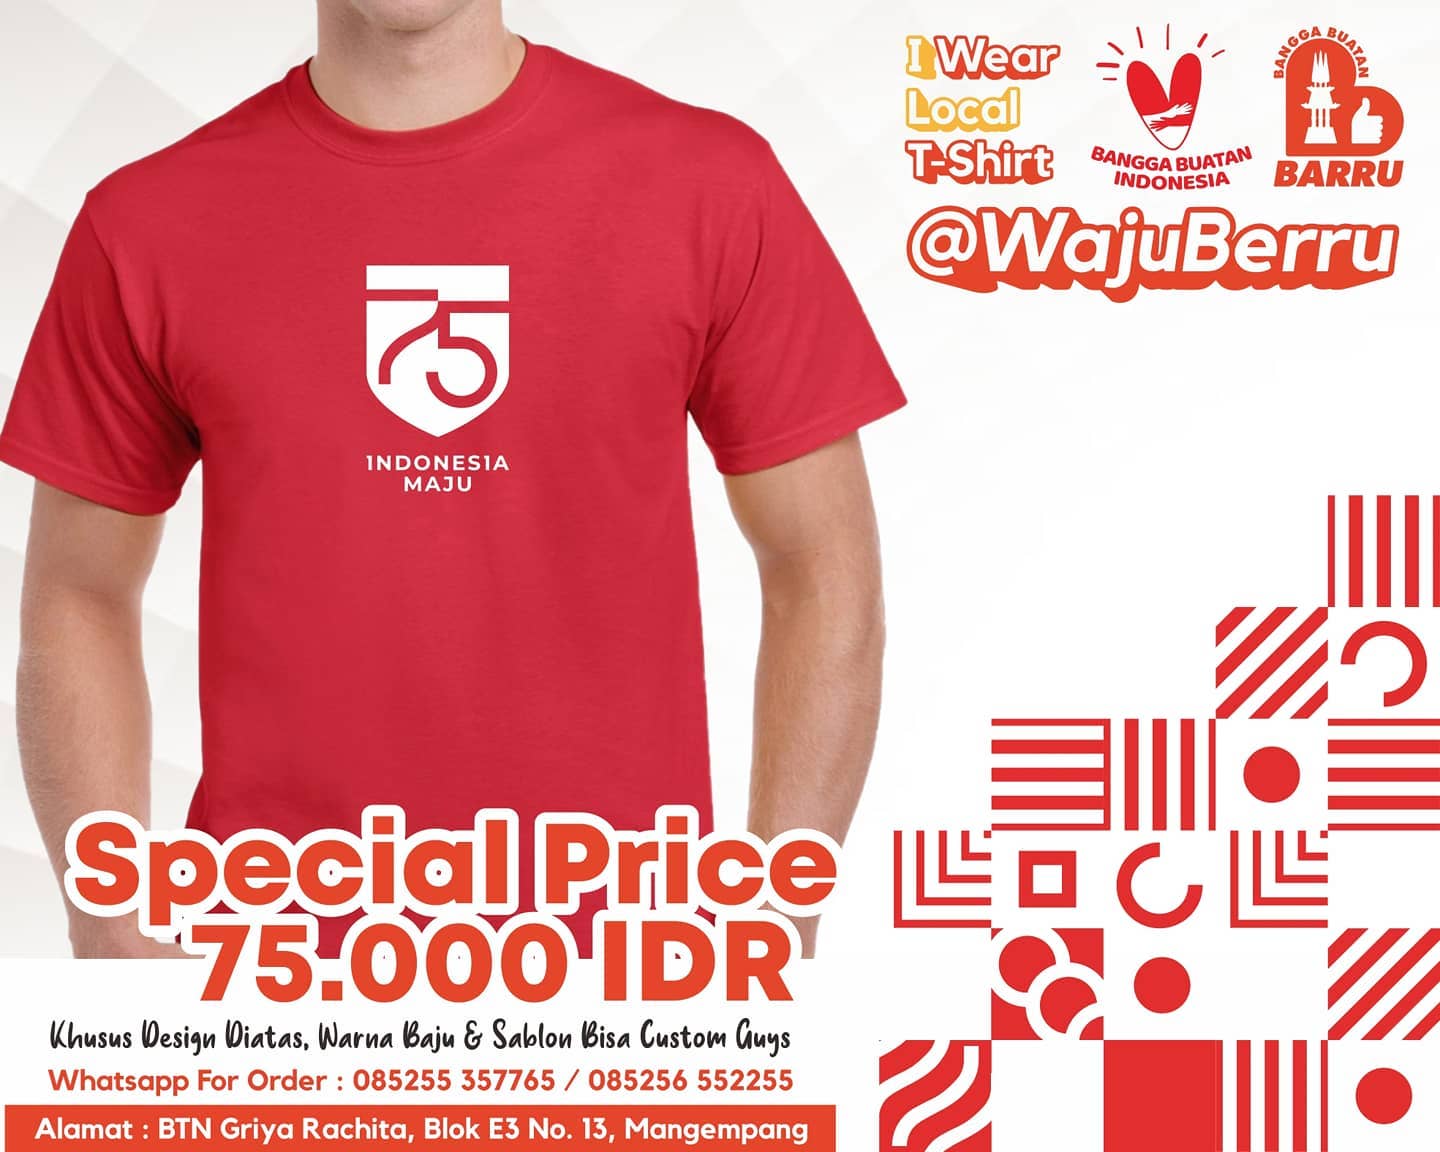 I Wear
Local
T-Shirt
BANGGA BUATAN
INDONESIA
BANGGA BUATAN
BARRU
@WajuBerru
75
1NDONES1A
MAJU
Special Price
75.000 IDR
Khusus Design Diatas, Warna Baju & Sablon Bisa Custom Guys
Whatsapp For Order : 085255 357765 / 085256 552255
Alamat : BTN Griya Rachita, Blok E3 No. 13, Mangempang